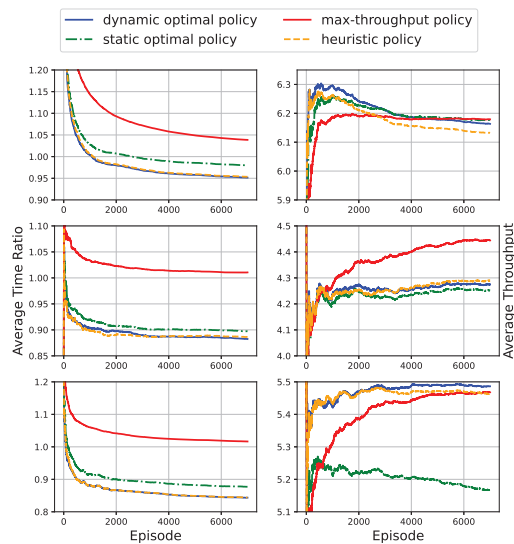 dynamic optimal policy
max-throughput policy
static optimal policy
heuristic policy
1.20
1.15
1.10
1.05
1.00
0.95
0.90
0 2000 4000 6000
6.3
6.2
6.1
6.0
5.9
0 2000 4000 6000
Average Time Ratio
1.10
1.05
1.00
0.95
0.90
0.85
0 2000 4000 6000
4.5
4.4
4.3
4.2
4.1
4.0
0 2000 4000 6000
Average Throughput
1.2
1.1
1.0
0.9
0.8
0 2000 4000 6000
Episode
5.5
5.4
5.3
5.2
5.1
0 2000 4000 6000
Episode